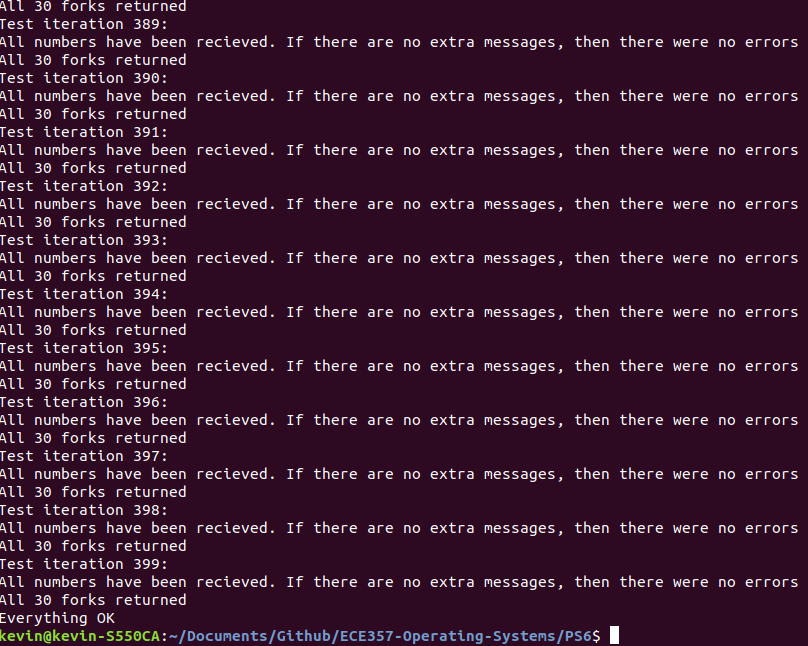 All 30 forks returned
Test iteration 389:
All numbers have been recieved. If there are no extra messages, then there were no errors
All 30 forks returned
Test iteration 390:
All numbers have been recieved. If there are no extra messages, then there were no errors
All 30 forks returned
Test iteration 391:
All numbers have been recieved. If there are no extra messages, then there were no errors
All 30 forks returned
Test iteration 392:
All numbers have been recieved. If there are no extra messages, then there were no errors
All 30 forks returned
Test iteration 393:
All numbers have been recieved. If there are no extra messages, then there were no errors
All 30 forks returned
Test iteration 394:
All numbers have been recieved. If there are no extra messages, then there were no errors
All 30 forks returned
Test iteration 395:
All numbers have been recieved. If there are no extra messages, then there were no errors
All 30 forks returned
Test iteration 396:
All numbers have been recieved. If there are no extra messages, then there were no errors
All 30 forks returned
Test iteration 397:
All numbers have been recieved. If there are no extra messages, then there were no errors
All 30 forks returned
Test iteration 398:
All numbers have been recieved. If there are no extra messages, then there were no errors
All 30 forks returned
Test iteration 399:
All numbers have been recieved. If there are no extra messages, then there were no errors
All 30 forks returned
Everything OK
kevin@kevin-S550CA:~/Documents/Github/ECE357-Operating-Systems/PS6$